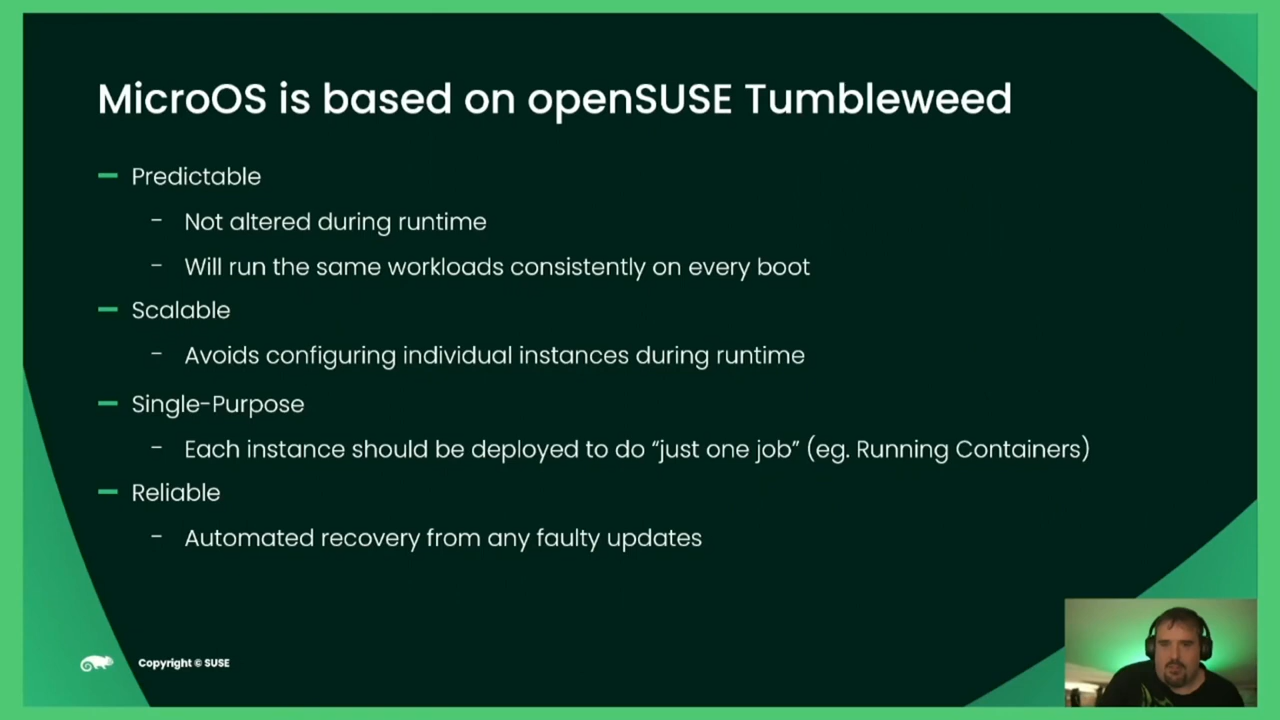 MicroOS is based on openSUSE Tumbleweed
Predictable
- Not altered during runtime
- Will run the same workloads consistently on every boot
Scalable
- Avoids configuring individual instances during runtime
Single-Purpose
- Each instance should be deployed to do “just one job” (eg. Running Containers)
Reliable
- Automated recovery from any faulty updates
Copyright © SUSE